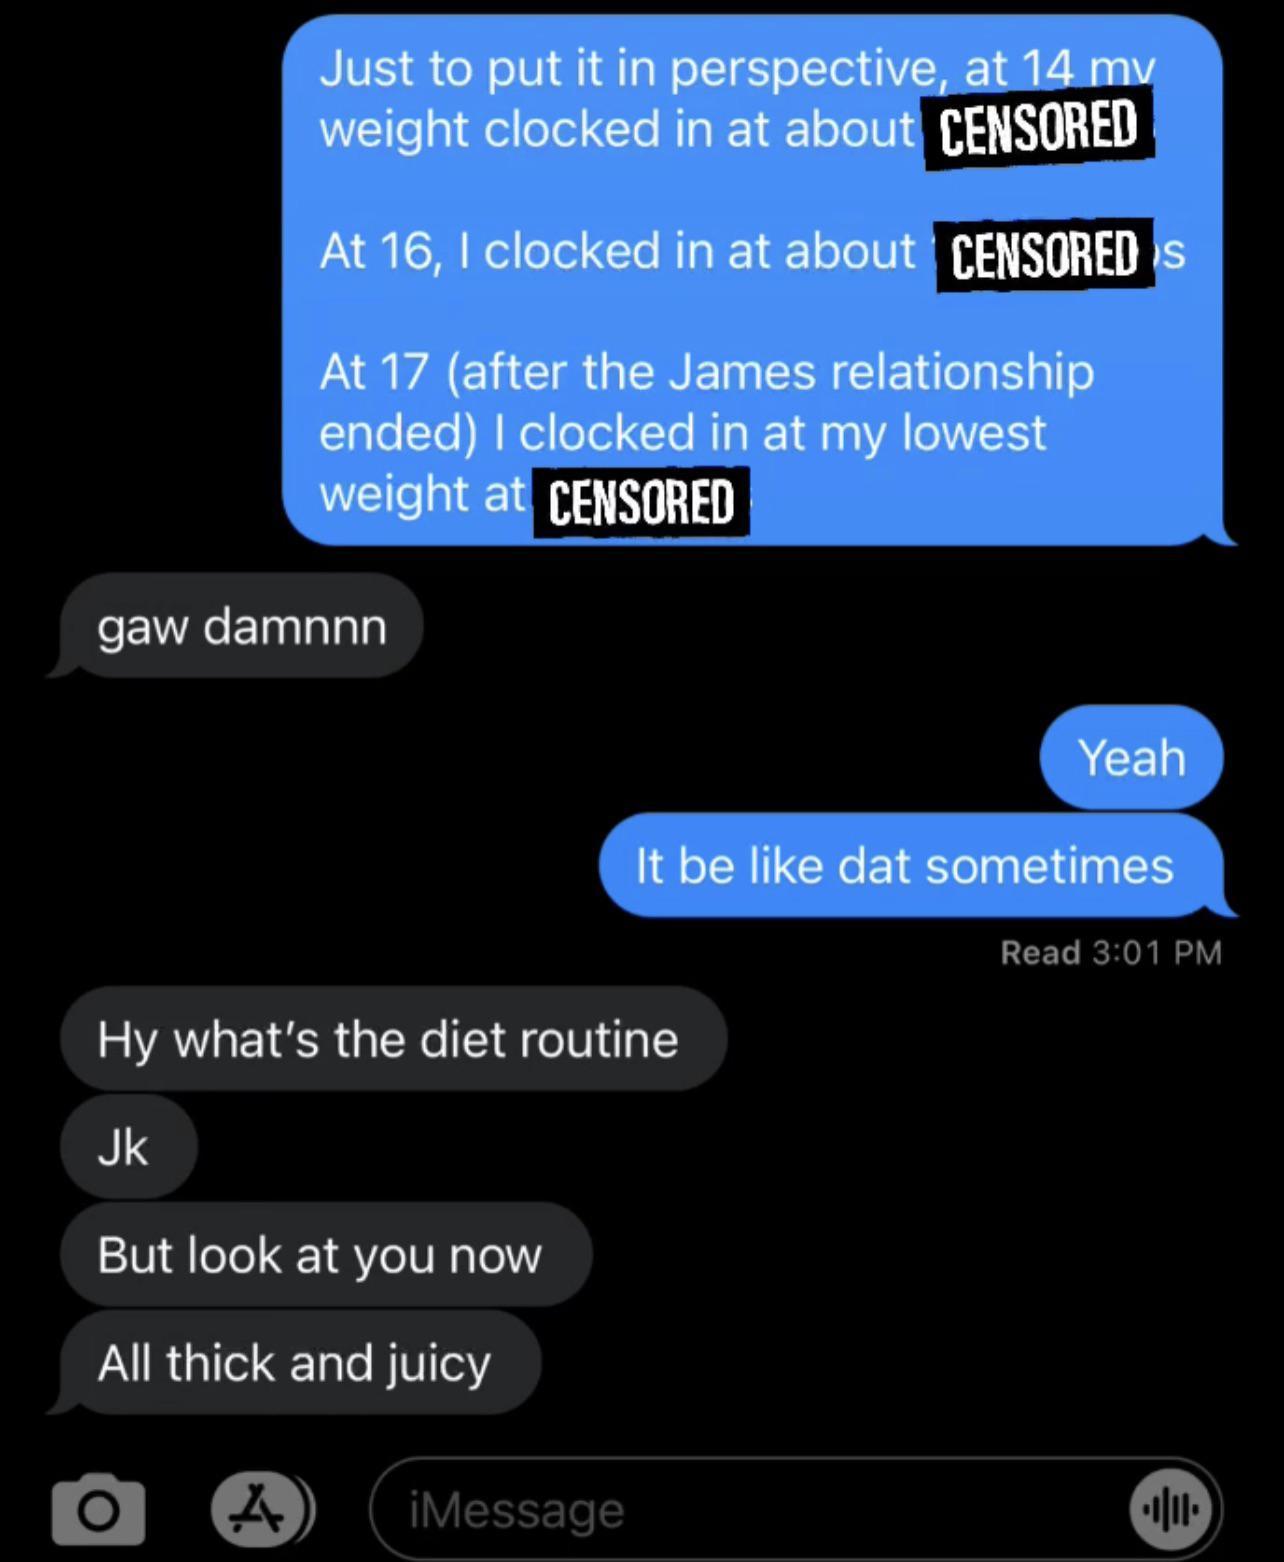 Just to put it in perspective, at 14 my
weight clocked in at about CENSORED
At 16, I clocked in at about CENSORED s
At 17 (after the James relationship
ended) I clocked in at my lowest
weight at CENSORED
gaw damnnn
Yeah
It be like dat sometimes
Read 3:01 PM
Hy what's the diet routine
Jk
But look at you now
All thick and juicy
iMessage